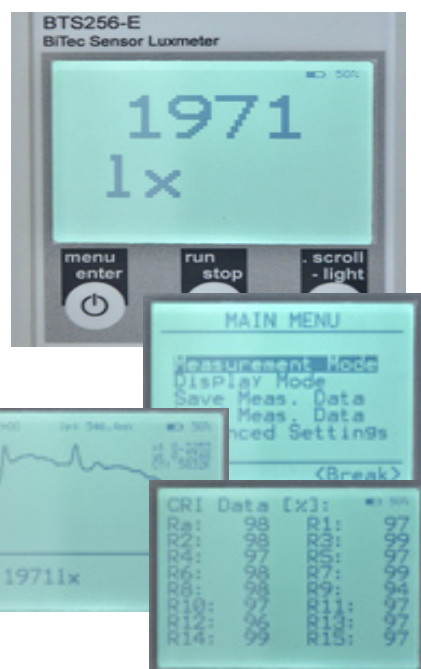 BTS256-E
BiTec Sensor Luxmeter
50%
1971
lx
menu
enter
run
stop
. scroll
- light
MAIN MENU
Measurement Mode
Display Mode
Save Meas. Data
Meas. Data
nced Settings
<Break>
546.4nm
50%
1971lx
CRI Data [%]:
50%
Ra: 98 R1: 97
R2: 98 R3: 99
R4: 97 R5: 97
R6: 98 R7: 99
R8: 98 R9: 94
R10: 97 R11: 97
R12: 96 R13: 97
R14: 99 R15: 97